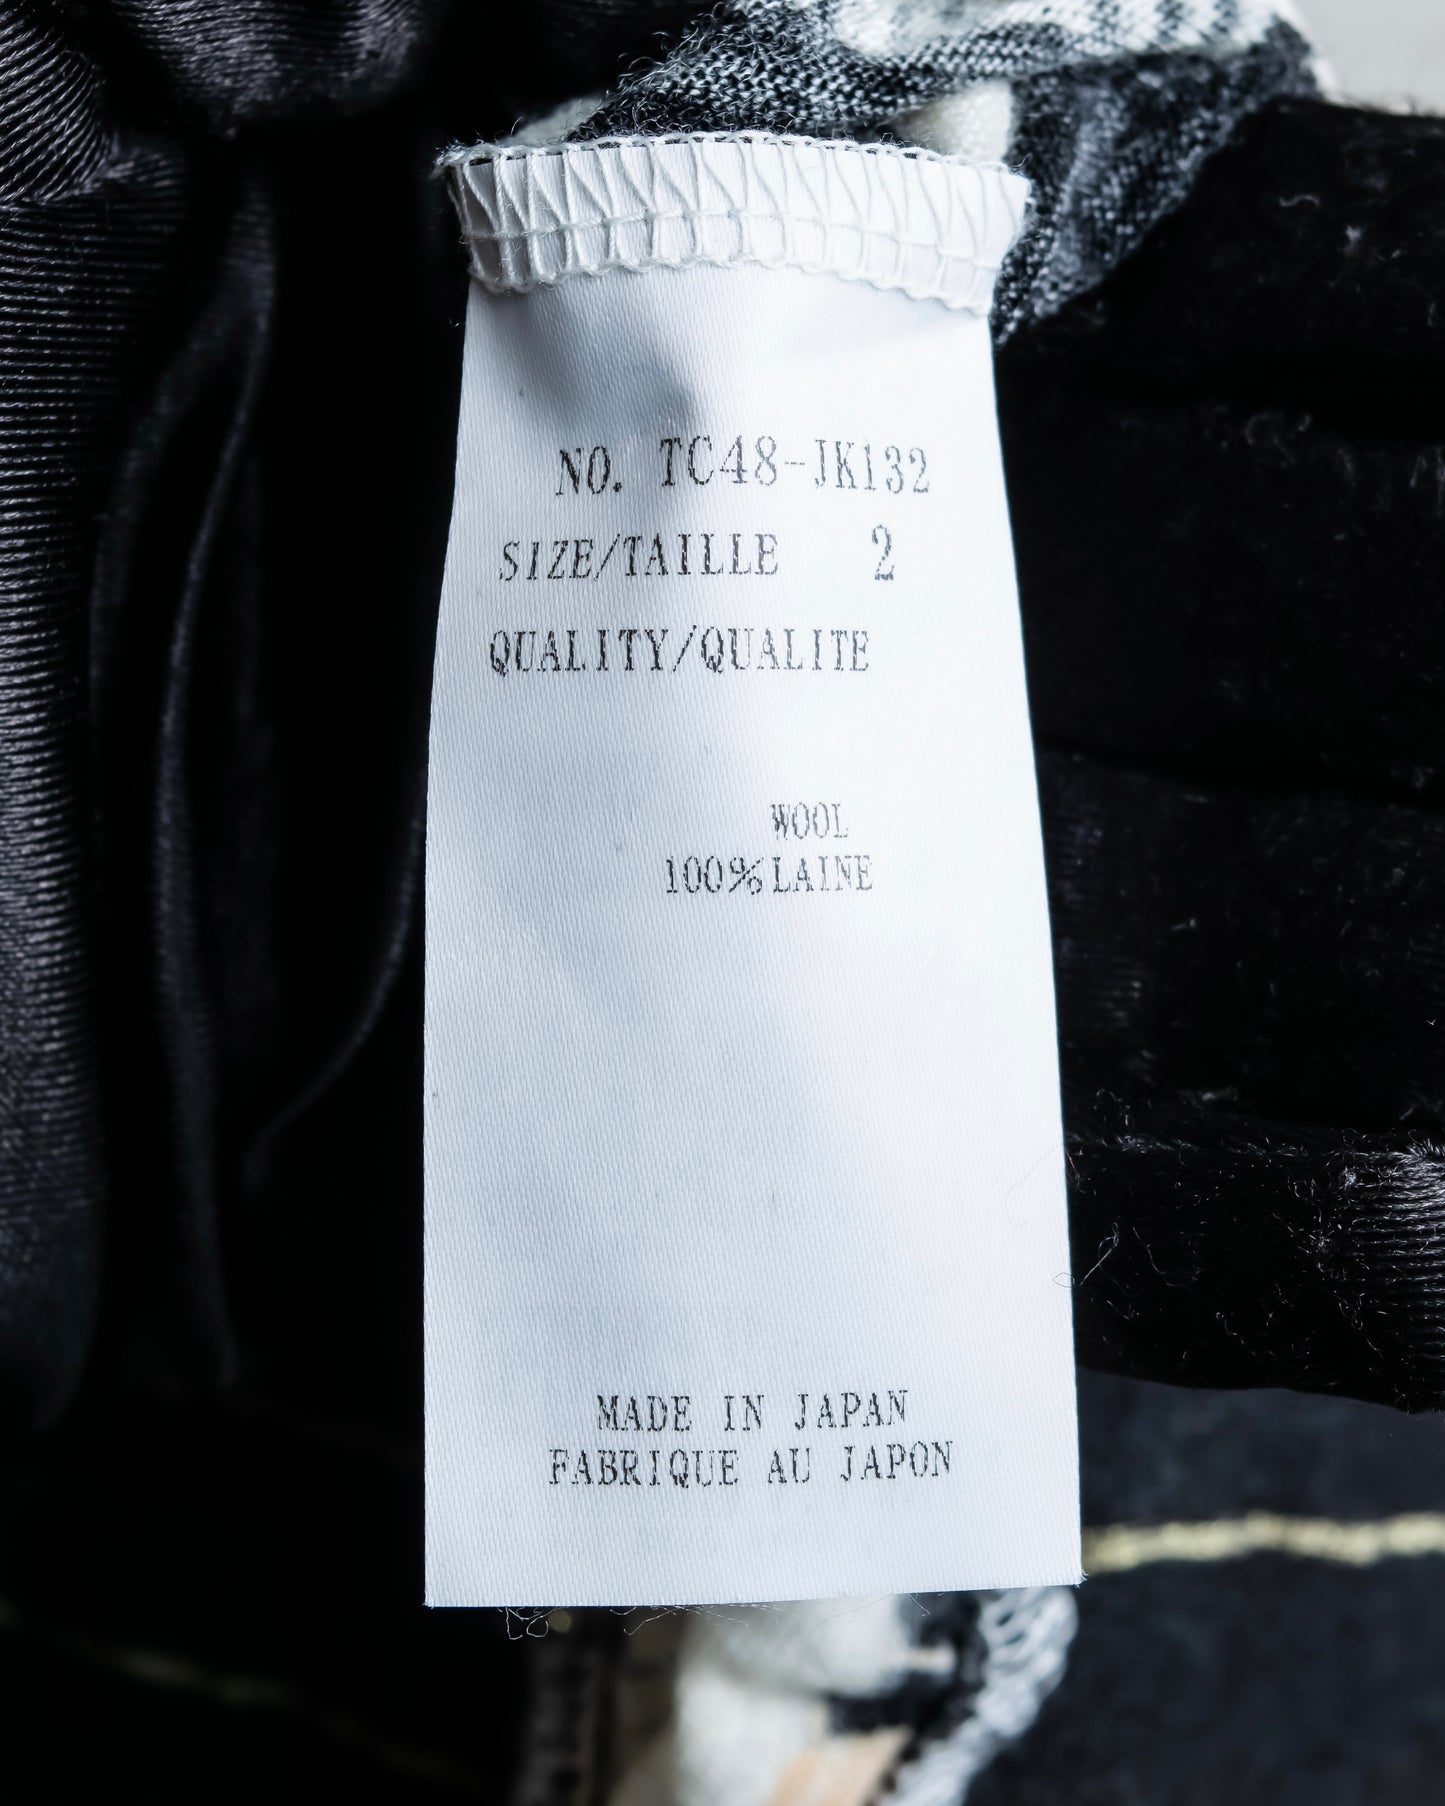 NO. TC48-JK132
SIZE/TAILLE 2
QUALITY/QUALITE
WOOL
100%LAINE
MADE IN JAPAN
FABRIQUE AU JAPON